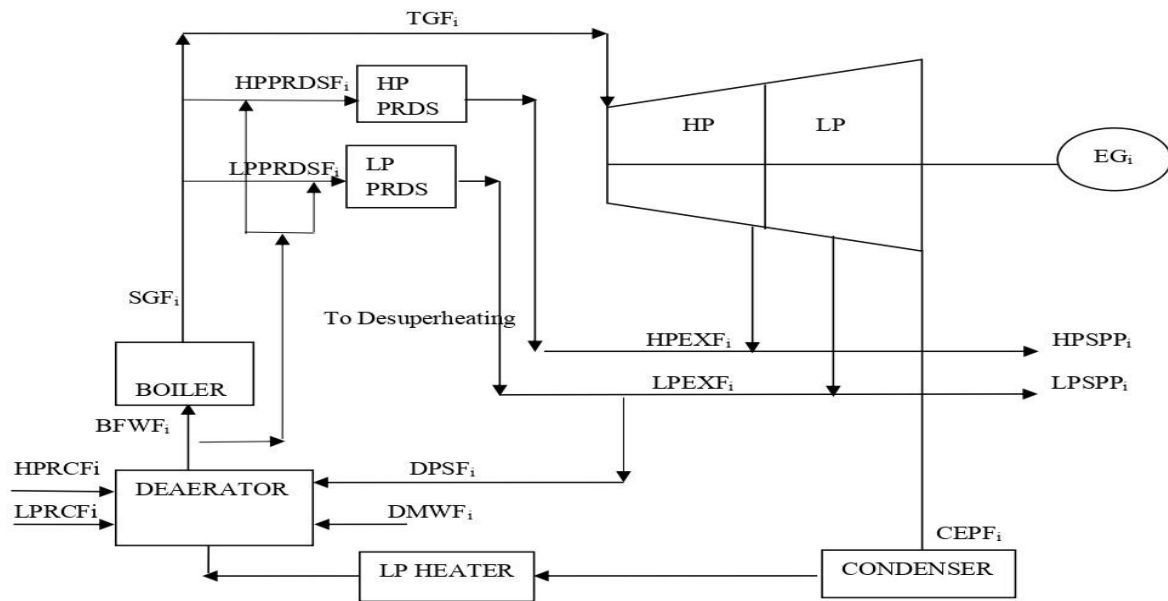 TGFᵢ
HPPRDSFᵢ
HP
PRDS
HP
LP
EGᵢ
LPPRDSFᵢ
LP
PRDS
SGFᵢ
To Desuperheating
HPEXFᵢ
HPSPPᵢ
BOILER
LPEXFᵢ
LPSPPᵢ
BFWFᵢ
HPRCFi
DEAERATOR
DPSFᵢ
LPRCFi
DMWFᵢ
CEPFᵢ
LP HEATER
CONDENSER